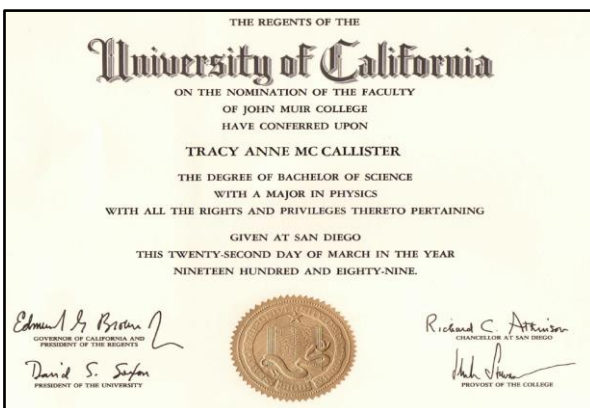 THE REGENTS OF THE
University of California
ON THE NOMINATION OF THE FACULTY
OF JOHN MUIR COLLEGE
HAVE CONFERRED UPON
TRACY ANNE MC CALLISTER
THE DEGREE OF BACHELOR OF SCIENCE
WITH A MAJOR IN PHYSICS
WITH ALL THE RIGHTS AND PRIVILEGES THERETO PERTAINING
GIVEN AT SAN DIEGO
THIS TWENTY-SECOND DAY OF MARCH IN THE YEAR
NINETEEN HUNDRED AND EIGHTY-NINE.
Edmund G Brown Jr
GOVERNOR OF CALIFORNIA AND
PRESIDENT OF THE REGENTS
David S. Saxon
PRESIDENT OF THE UNIVERSITY
Richard C. Atkinson
CHANCELLOR AT SAN DIEGO
PROVOST OF THE COLLEGE